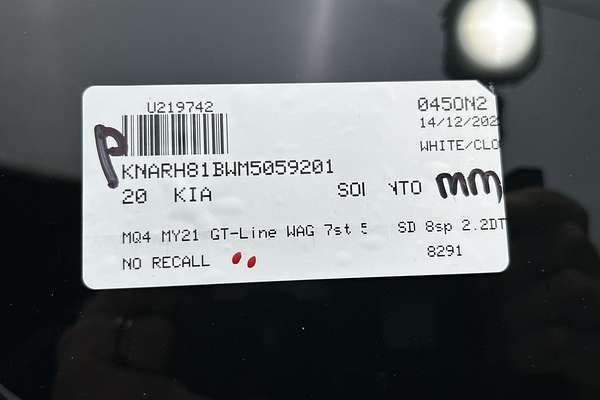 U219742 045ON2
14/12/202
P WHITE/CLO
KNARH81BWM5059201
20 KIA SO NTO mm
MQ4 MY21 GT-Line WAG 7st 5 SD 8sp 2.2DT
NO RECALL 8291